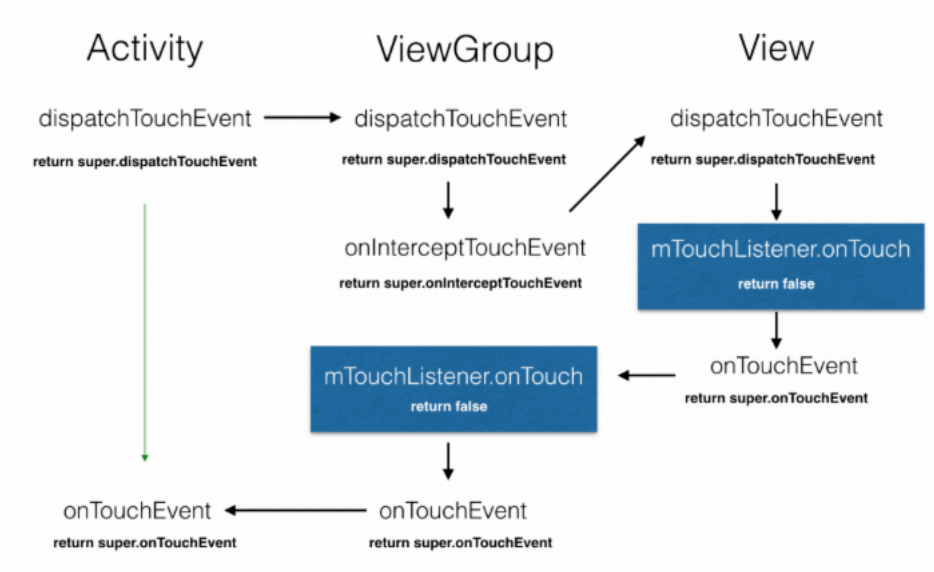 Activity
ViewGroup
View
dispatchTouchEvent
dispatchTouchEvent
dispatchTouchEvent
return super.dispatchTouchEvent
return super.dispatchTouchEvent
return super.dispatchTouchEvent
onInterceptTouchEvent
mTouchListener.onTouch
return super.onInterceptTouchEvent
return false
mTouchListener.onTouch
onTouchEvent
return false
return super.onTouchEvent
onTouchEvent
onTouchEvent
return super.onTouchEvent
return super.onTouchEvent